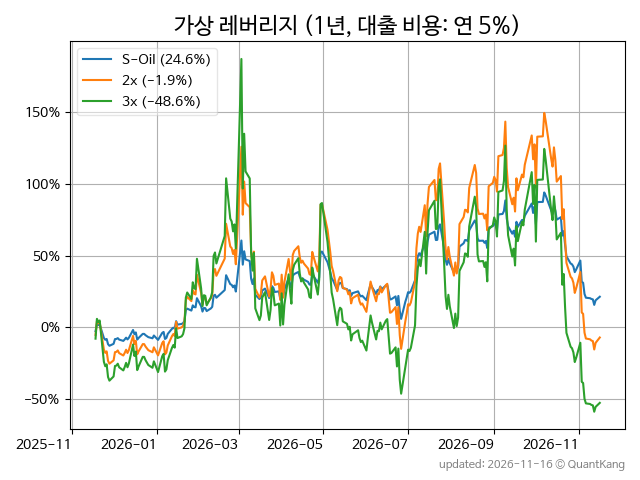 가상 레버리지 (1년, 대출 비용: 연 5%)
S-Oil (24.6%)
2x (-1.9%)
3x (-48.6%)
150%
100%
50%
0%
-50%
2025-11 2026-01 2026-03 2026-05 2026-07 2026-09 2026-11
updated: 2026-11-16 © QuantKang